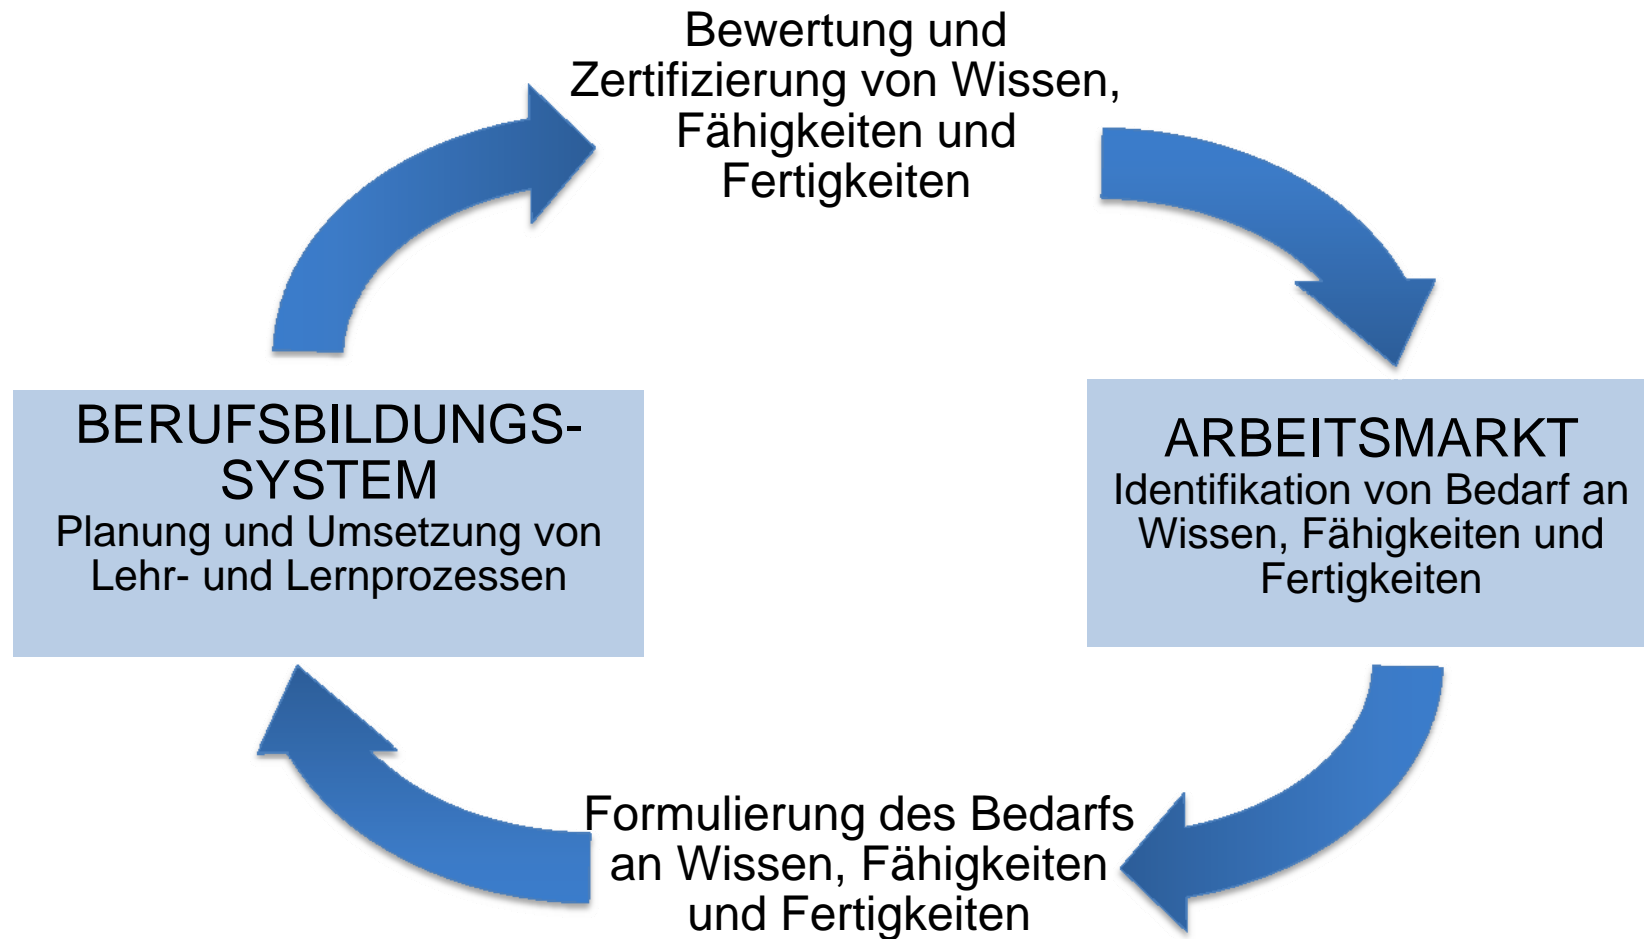 Bewertung und
Zertifizierung von Wissen,
Fähigkeiten und
Fertigkeiten
BERUFSBILDUNGS-
SYSTEM
Planung und Umsetzung von
Lehr- und Lernprozessen
ARBEITSMARKT
Identifikation von Bedarf an
Wissen, Fähigkeiten und
Fertigkeiten
Formulierung des Bedarfs
an Wissen, Fähigkeiten
und Fertigkeiten